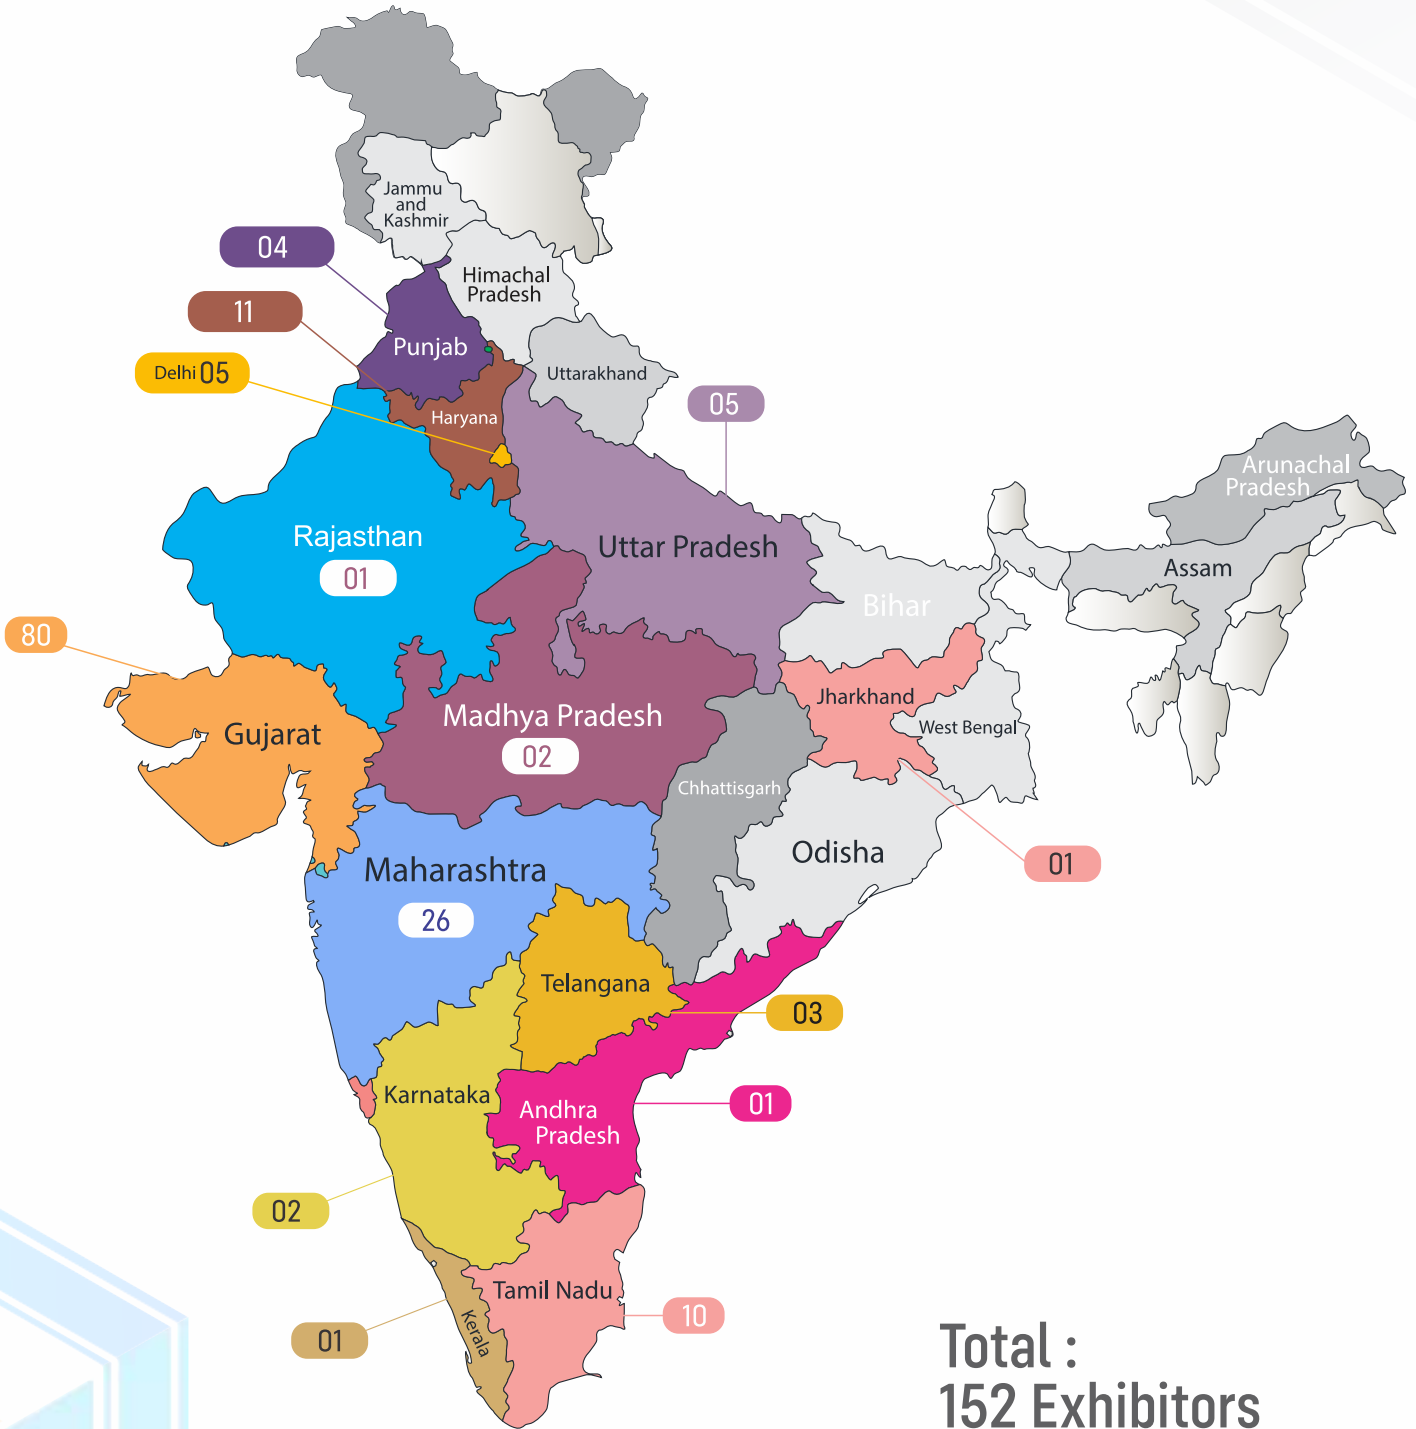 Jammu
and
Kashmir
04
Himachal
Pradesh
11
Punjab
Delhi 05
Uttarakhand
05
Haryana
Arunachal
Pradesh
Rajasthan
01
Uttar Pradesh
Assam
Bihar
80
Jharkhand
Gujarat
Madhya Pradesh
02
West Bengal
Chhattisgarh
Odisha
01
Maharashtra
26
Telangana
03
Karnataka
Andhra
Pradesh
01
02
Tamil Nadu
10
Kerala
01
Total :
152 Exhibitors